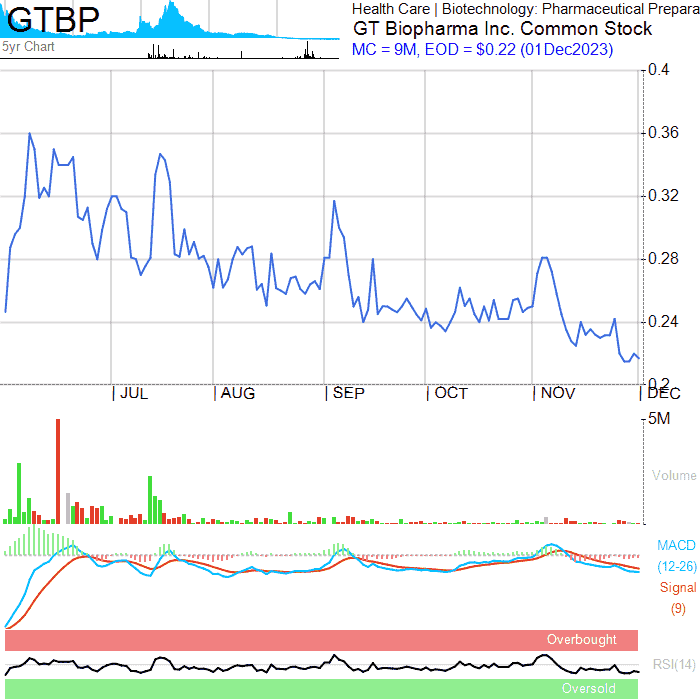 GTBP
5yr Chart
Health Care | Biotechnology: Pharmaceutical Prepara
GT Biopharma Inc. Common Stock
MC = 9M, EOD = $0.22 (01Dec2023)
0.4
0.36
0.32
0.28
0.24
0.2
JUL AUG SEP OCT NOV DEC
5M
Volume
MACD
(12-26)
Signal
(9)
Overbought
RSI(14)
Oversold